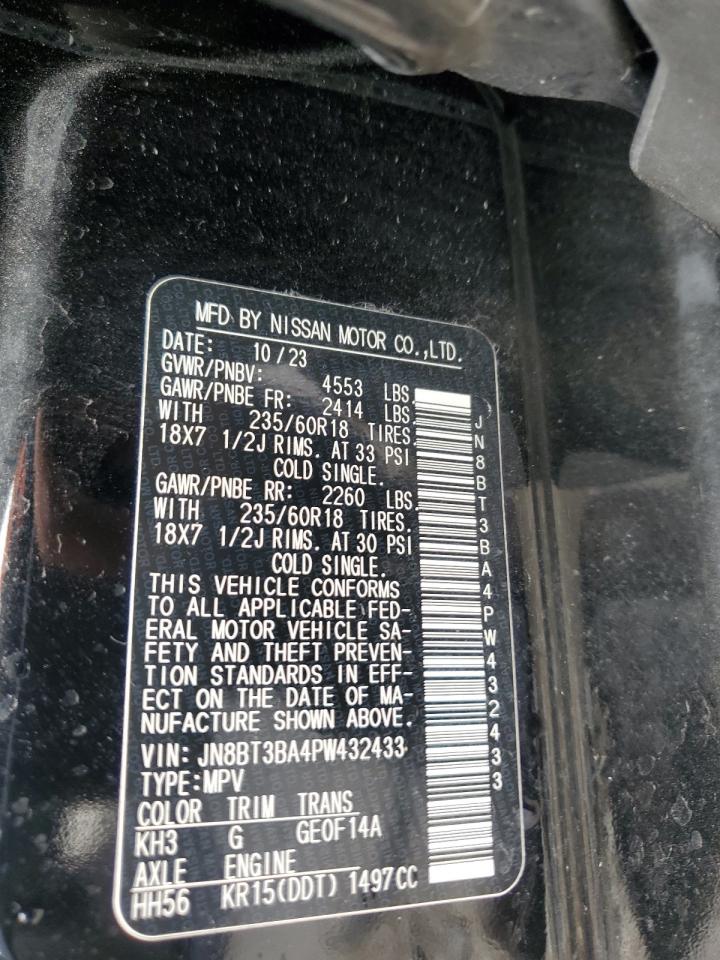 MFD BY NISSAN MOTOR CO.,LTD.
DATE: 10/23
GVWR/PNBV: 4553 LBS.
GAWR/PNBE FR: 2414 LBS.
WITH 235/60R18 TIRES.
18X7 1/2J RIMS. AT 33 PSI
COLD SINGLE.
GAWR/PNBE RR: 2260 LBS.
WITH 235/60R18 TIRES.
18X7 1/2J RIMS. AT 30 PSI
COLD SINGLE.
THIS VEHICLE CONFORMS
TO ALL APPLICABLE FED-
ERAL MOTOR VEHICLE SA-
FETY AND THEFT PREVEN-
TION STANDARDS IN EFF-
ECT ON THE DATE OF MA-
NUFACTURE SHOWN ABOVE.
VIN: JN8BT3BA4PW432433
TYPE:MPV
COLOR TRIM TRANS
KH3 G GE0F14A
AXLE ENGINE
HH56 KR15(DDT) 1497CC
JN8BT3BA4PW432433